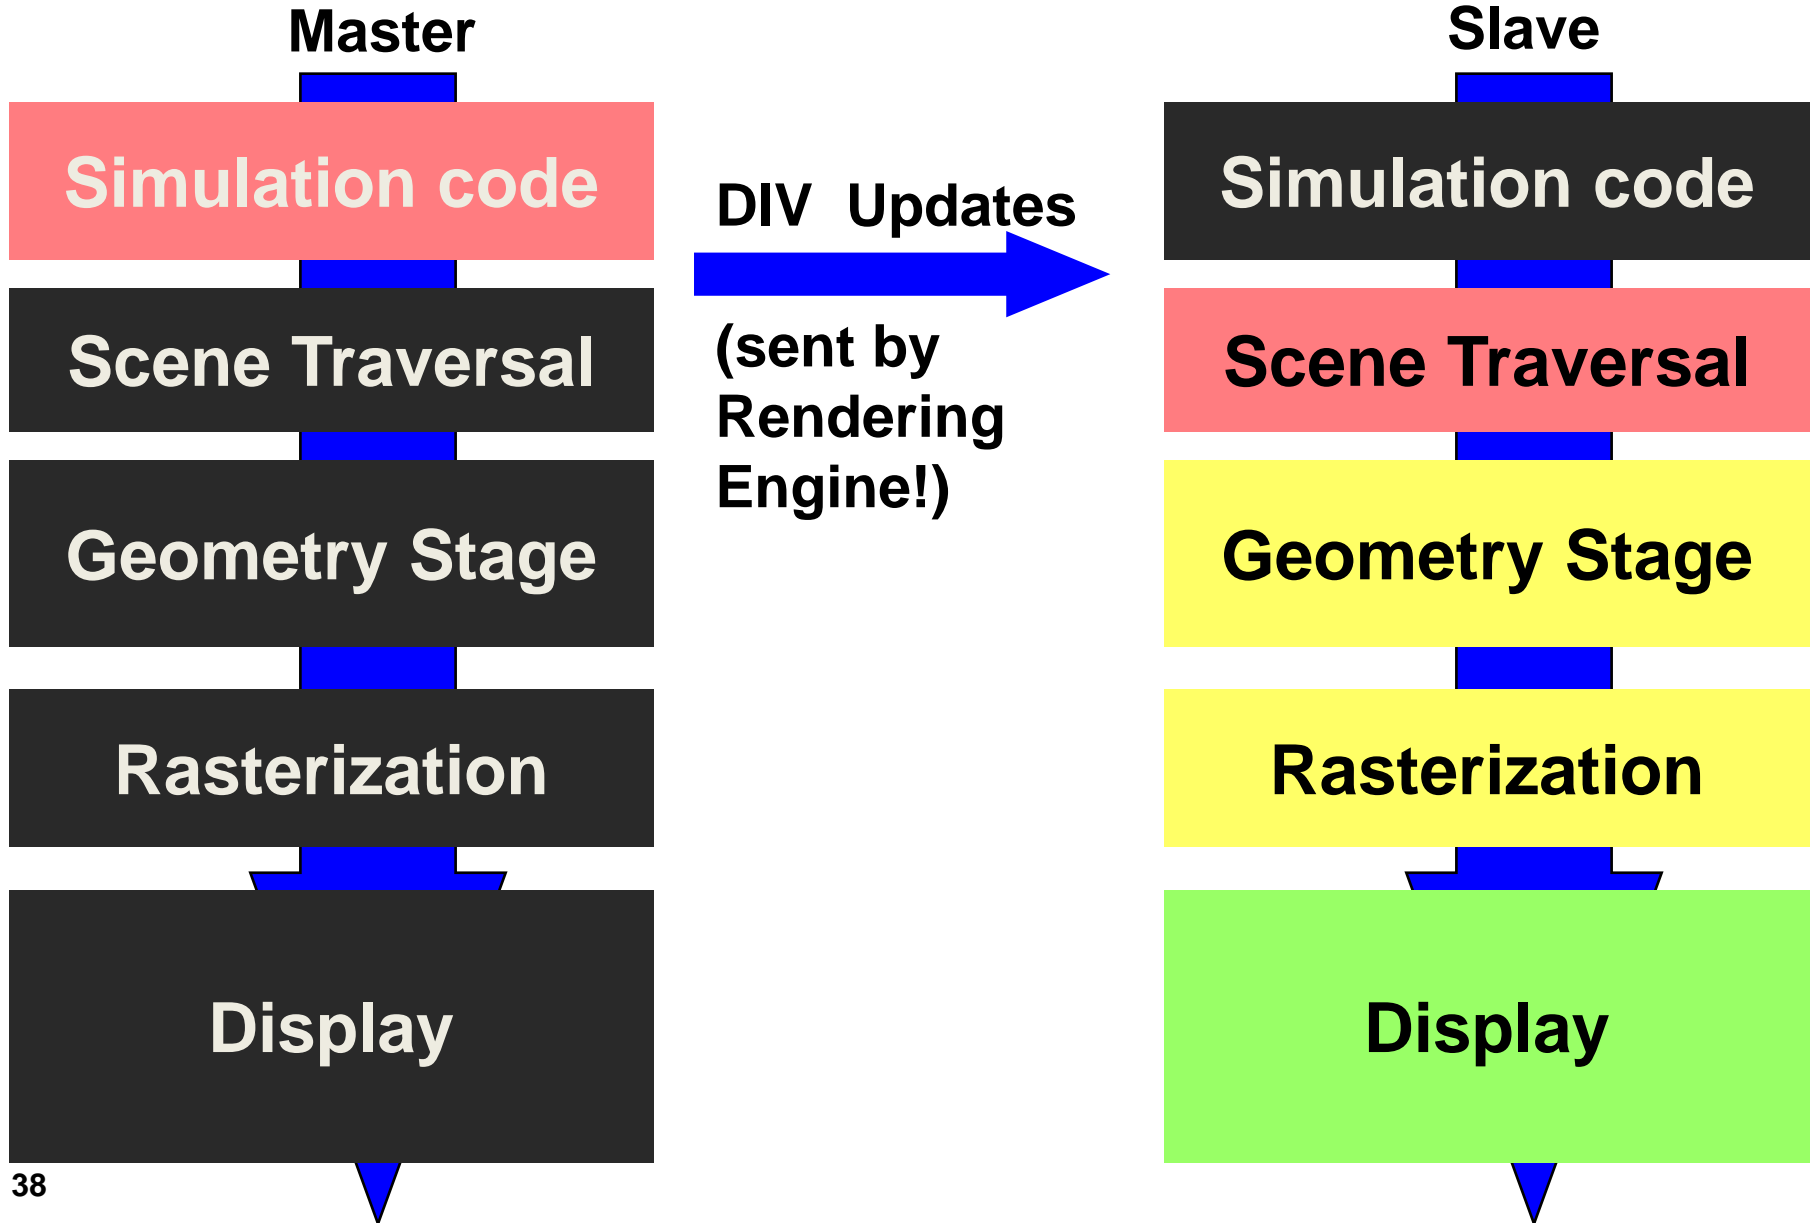 Master
Simulation code
Scene Traversal
Geometry Stage
Rasterization
Display
DIV Updates
(sent by
Rendering
Engine!)
Slave
Simulation code
Scene Traversal
Geometry Stage
Rasterization
Display
38